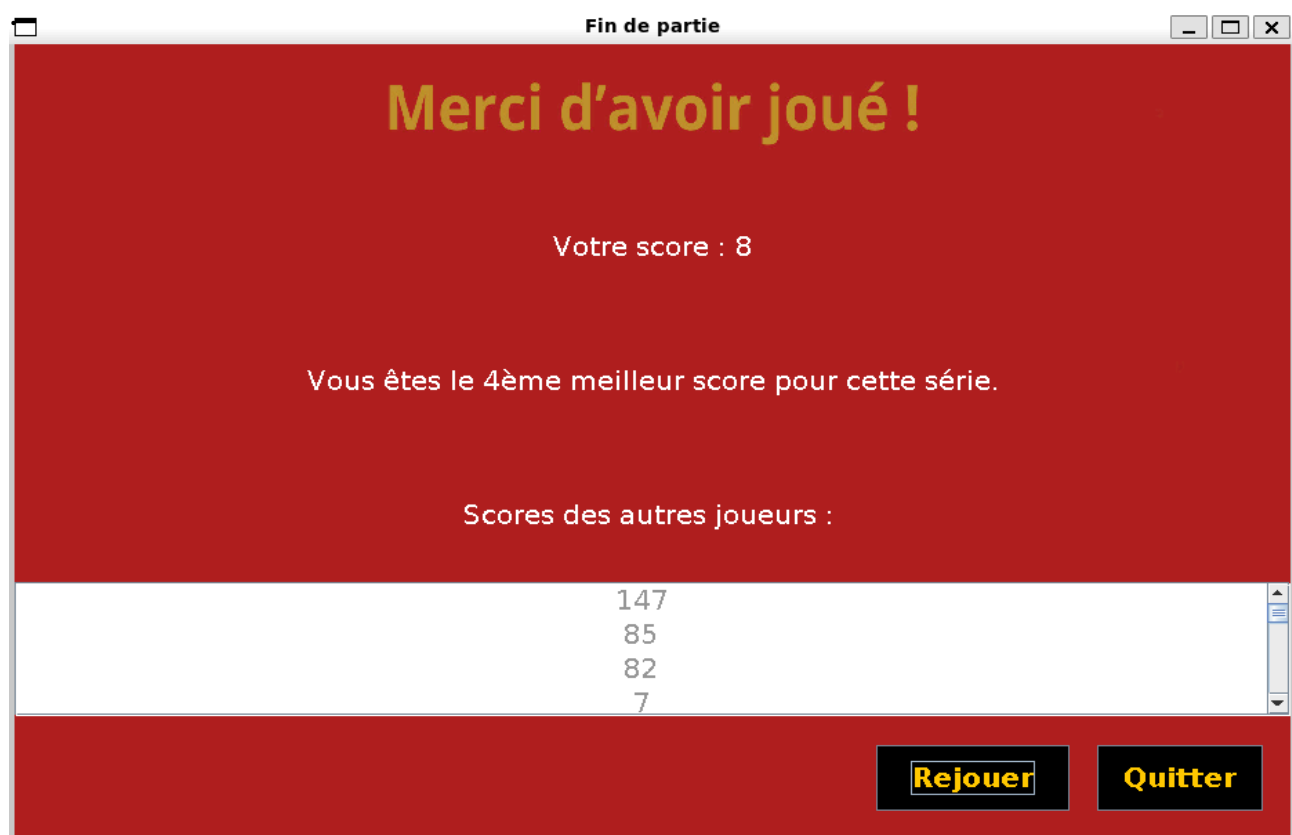 Fin de partie
Merci d’avoir joué !
Votre score : 8
Vous êtes le 4ème meilleur score pour cette série.
Scores des autres joueurs :
147
85
82
7
Rejouer Quitter